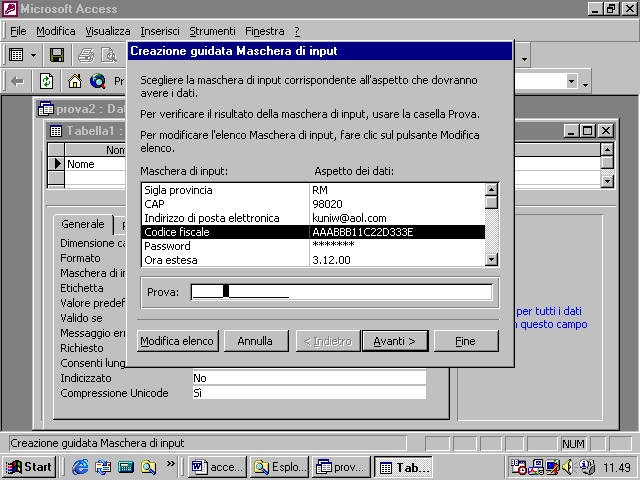 Microsoft Access
File Modifica Visualizza Inserisci Strumenti Finestra ?
Creazione guidata Maschera di input
Scegliere la maschera di input corrispondente all'aspetto che dovranno
avere i dati.
Per verificare il risultato della maschera di input, usare la casella Prova.
Per modificare l'elenco Maschera di input, fare clic sul pulsante Modifica
elenco.
Maschera di input: Aspetto dei dati:
Sigla provincia RM
CAP 98020
Indirizzo di posta elettronica kuniw@aol.com
Codice fiscale AAABBB11C22D333E
Password *******
Ora estesa 3.12.00
Prova:
Modifica elenco Annulla < Indietro Avanti > Fine
prova2 : Dat
Tabella1 :
Nome
Generale
Dimensione ca
Formato
Maschera di in
Etichetta
Valore predef
Valido se
Messaggio err
Richiesto
Consenti lung
Indicizzato No
Compressione Unicode Sì
per tutti i dati
questo campo
Creazione guidata Maschera di input NUM
Start » acce... Esplo... prov... Tab... 11.49